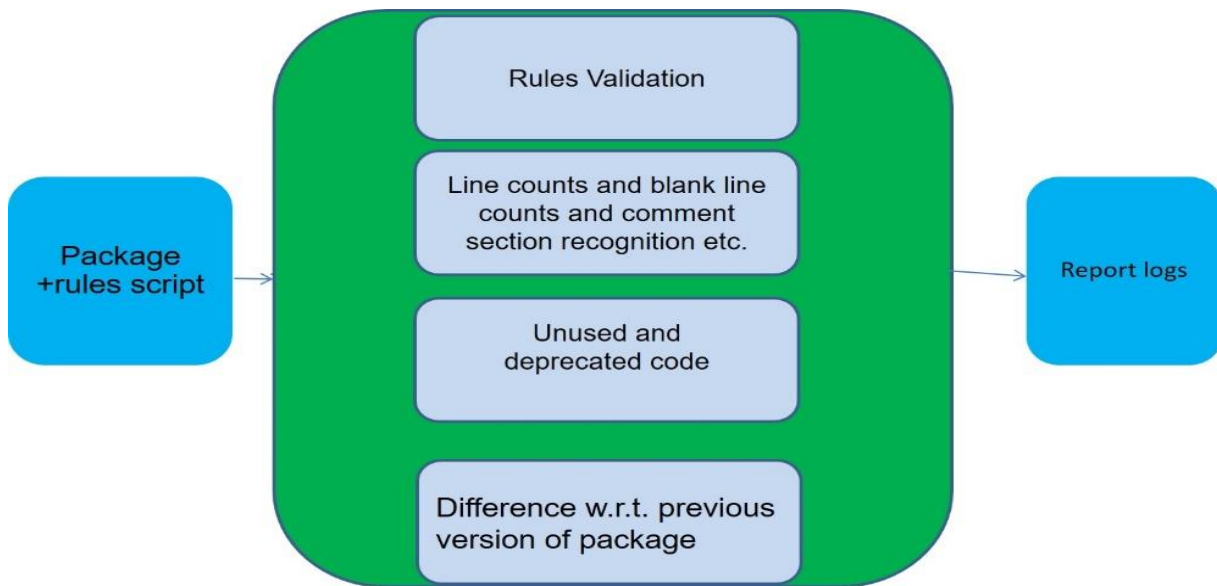 Rules Validation
Line counts and blank line
counts and comment
section recognition etc.
Package
+rules script
Report logs
Unused and
deprecated code
Difference w.r.t. previous
version of package